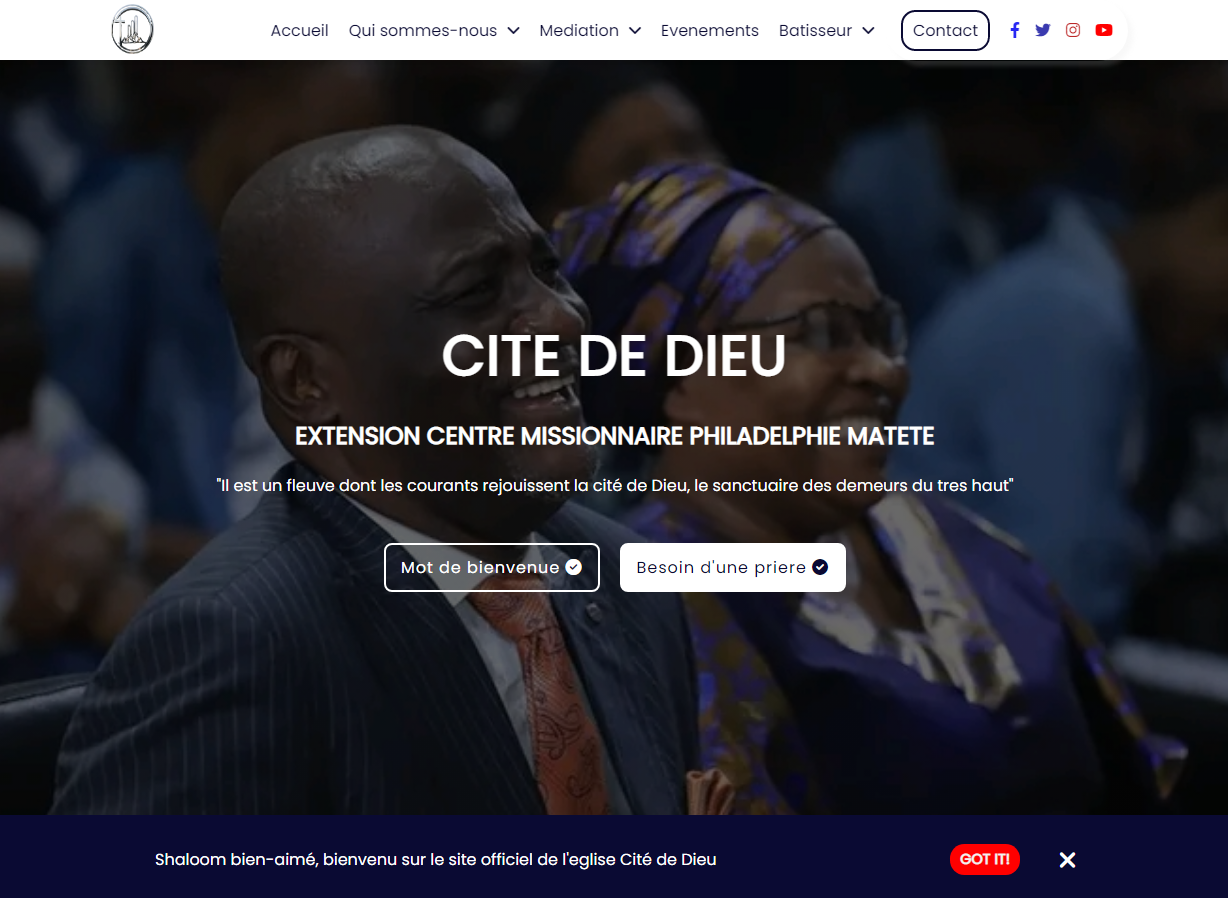 Accueil Qui sommes-nous Mediation Evenements Batisseur Contact
CITE DE DIEU
EXTENSION CENTRE MISSIONNAIRE PHILADELPHIE MATETE
"Il est un fleuve dont les courants rejouissent la cité de Dieu, le sanctuaire des demeurs du tres haut"
Mot de bienvenue Besoin d'une priere
Shaloom bien-aimé, bienvenu sur le site officiel de l'eglise Cité de Dieu GOT IT!